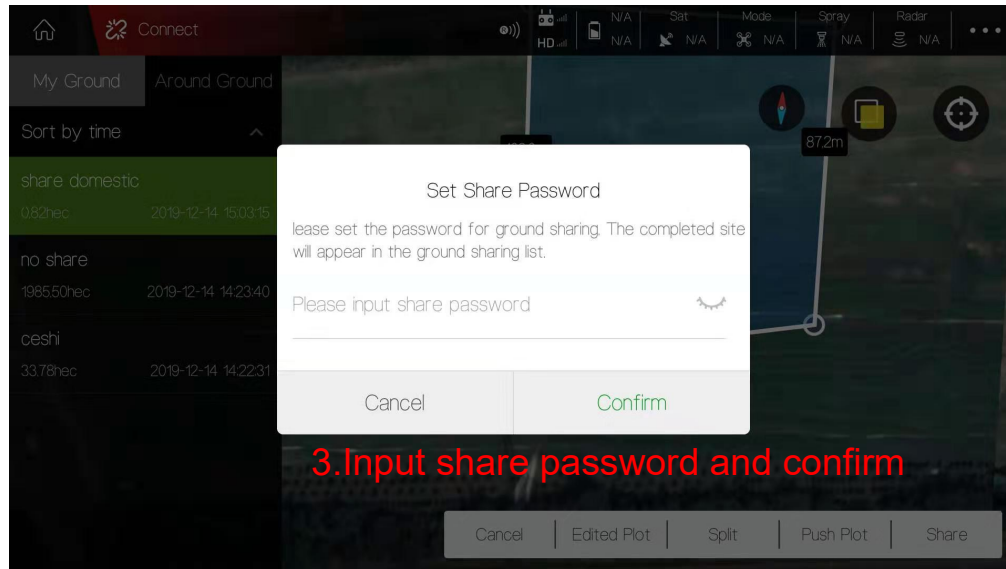 Connect
HD
N/A
N/A
Sat
N/A
Mode
N/A
Spray
N/A
Radar
N/A
My Ground
Around Ground
Sort by time
share domestic
0.82hec 2019-12-14 15:03:15
no share
1985.50hec 2019-12-14 14:23:40
ceshi
33.78hec 2019-12-14 14:22:31
87.2m
Set Share Password
lease set the password for ground sharing. The completed site
will appear in the ground sharing list.
Please input share password
Cancel
Confirm
3.Input share password and confirm
Cancel
Edited Plot
Split
Push Plot
Share